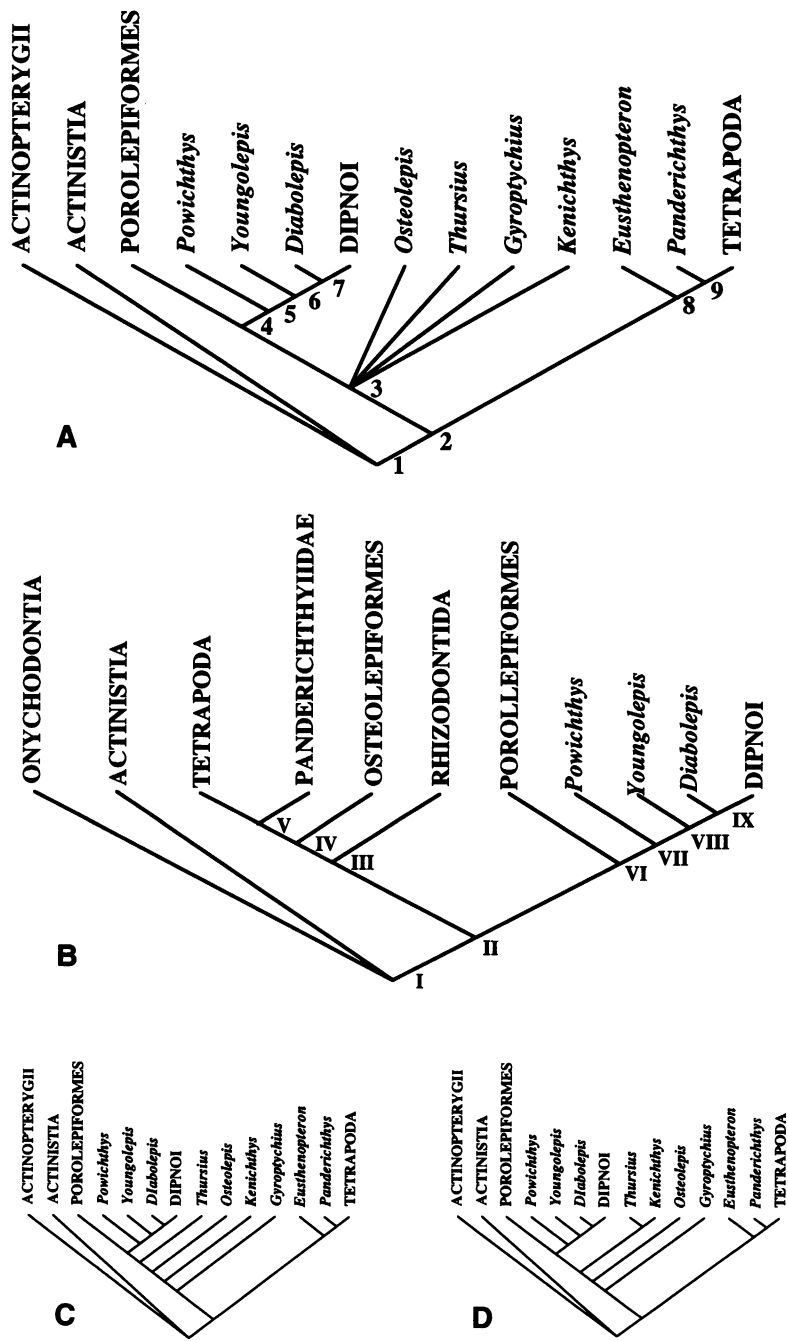 ACTINOPTERYGII
ACTINISTIA
POROLEPIFORMES
Powichthys
Youngolepis
Diabolepis
DIPNOI
Osteolepis
Thursius
Gyroptychius
Kenichthys
Eusthenopteron
Panderichthys
TETRAPODA
4
5
6
7
3
8
9
2
1
A
ONYCHODONTIA
ACTINISTIA
TETRAPODA
PANDERICHTHYIIDAE
OSTEOLEPIFORMES
RHIZODONTIDA
POROLLEPIFORMES
Powichthys
Youngolepis
Diabolepis
DIPNOI
V
IV
III
VI
VII
VIII
IX
II
I
B
ACTINOPTERYGII
ACTINISTIA
POROLEPIFORMES
Powichthys
Youngolepis
Diabolepis
DIPNOI
Thursius
Osteolepis
Kenichthys
Gyroptychius
Eusthenopteron
Panderichthys
TETRAPODA
C
ACTINOPTERYGII
ACTINISTIA
POROLEPIFORMES
Powichthys
Youngolepis
Diabolepis
DIPNOI
Thursius
Kenichthys
Osteolepis
Gyroptychius
Eusthenopteron
Panderichthys
TETRAPODA
D